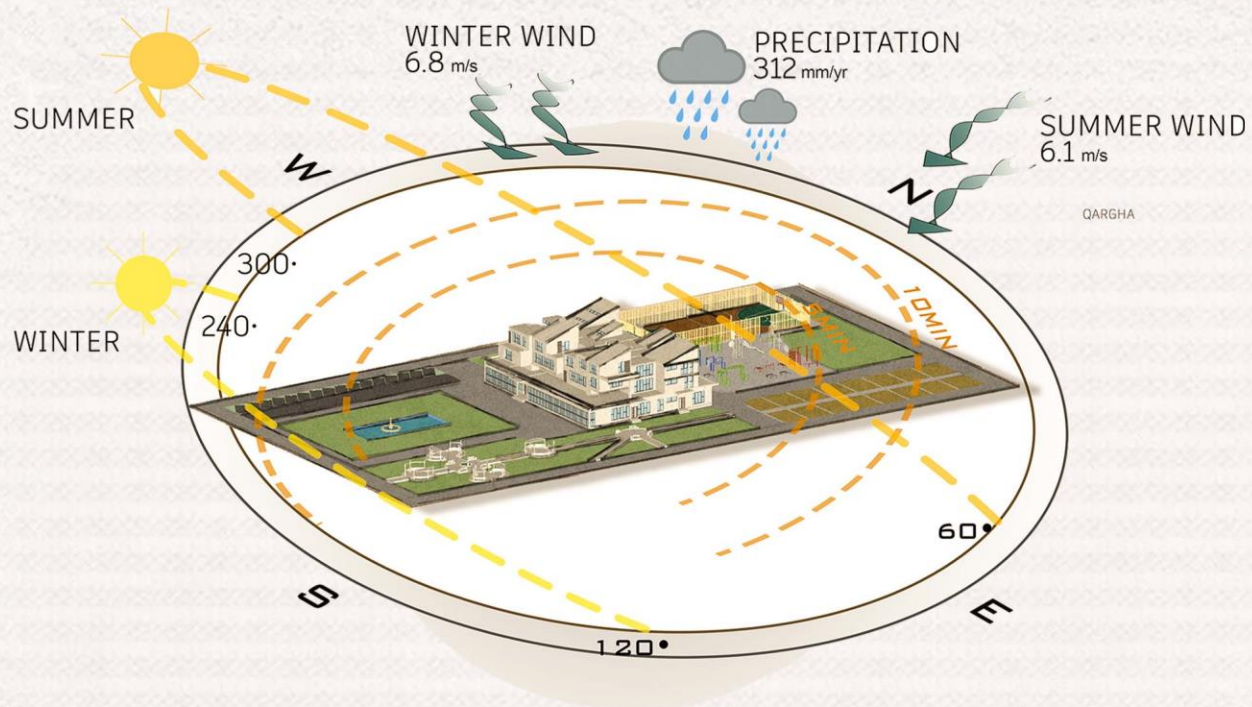 WINTER WIND
6.8 m/s
PRECIPITATION
312 mm/yr
SUMMER
SUMMER WIND
6.1 m/s
W
N
QARGHA
300•
240•
WINTER
5MIN
10MIN
60•
S
E
120•